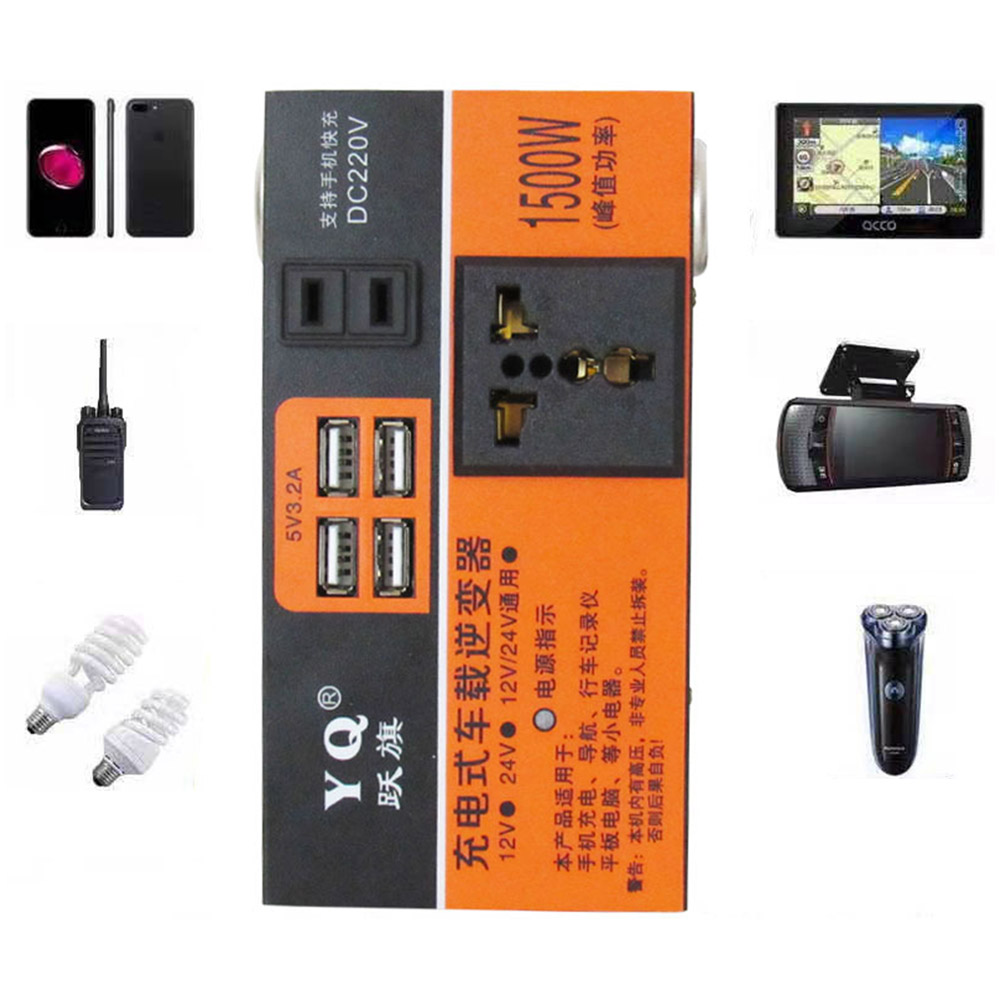 支持手机快充
DC220V
1500W
(峰值功率)
5V3.2A
YQ®
跃旗
充电式车载逆变器
12V● 24V● 12V/24V通用●
电源指示
本产品适用于：
手机充电、导航、行车记录仪
平板电脑、等小电器。
警告：本机内有高压，非专业人员禁止拆装。
否则后果自负！
ACCO